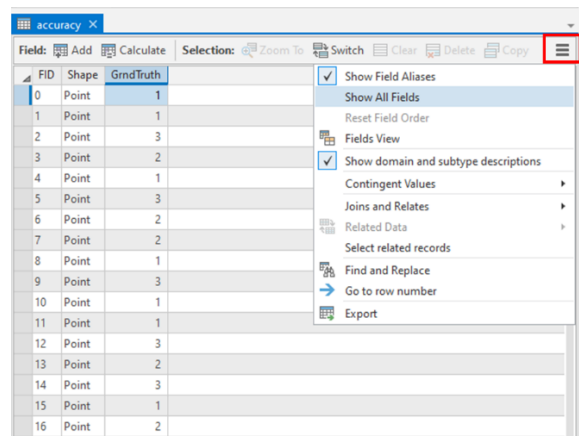 accuracy
Field: Add Calculate Selection: Zoom To Switch Clear Delete Copy
FID Shape GrndTruth
0 Point 1
1 Point 1
2 Point 3
3 Point 2
4 Point 1
5 Point 3
6 Point 2
7 Point 2
8 Point 1
9 Point 3
10 Point 1
11 Point 1
12 Point 3
13 Point 2
14 Point 3
15 Point 1
16 Point 2
Show Field Aliases
Show All Fields
Reset Field Order
Fields View
Show domain and subtype descriptions
Contingent Values
Joins and Relates
Related Data
Select related records
Find and Replace
Go to row number
Export